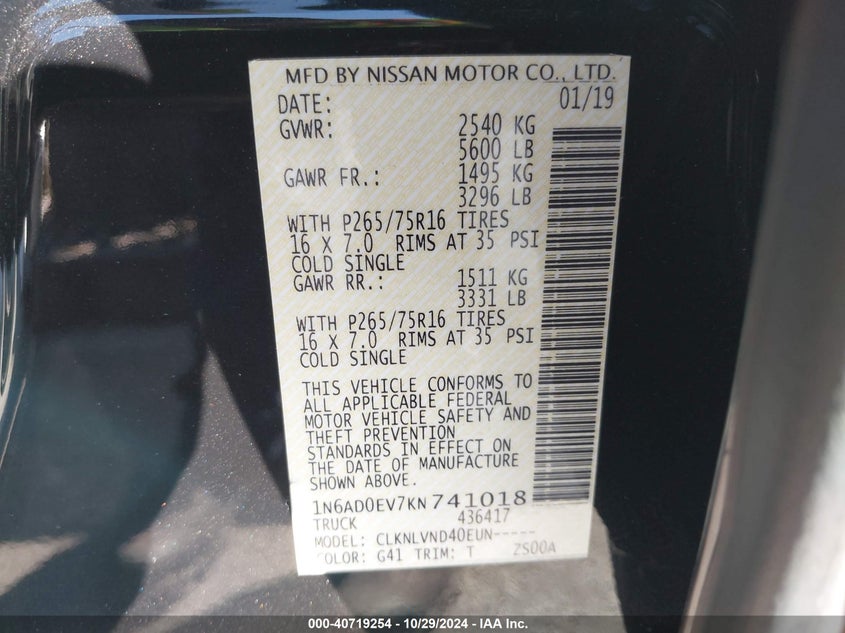 MFD BY NISSAN MOTOR CO., LTD.
DATE: 01/19
GVWR: 2540 KG
5600 LB
GAWR FR.: 1495 KG
3296 LB
WITH P265/75R16 TIRES
16 X 7.0 RIMS AT 35 PSI
COLD SINGLE
GAWR RR.: 1511 KG
3331 LB
WITH P265/75R16 TIRES
16 X 7.0 RIMS AT 35 PSI
COLD SINGLE
THIS VEHICLE CONFORMS TO
ALL APPLICABLE FEDERAL
MOTOR VEHICLE SAFETY AND
THEFT PREVENTION
STANDARDS IN EFFECT ON
THE DATE OF MANUFACTURE
SHOWN ABOVE.
1N6AD0EV7KN741018
TRUCK 436417
MODEL: CLKNLVND40EUN-----
COLOR: G41 TRIM: T ZS00A
000-40719254 - 10/29/2024 - IAA Inc.